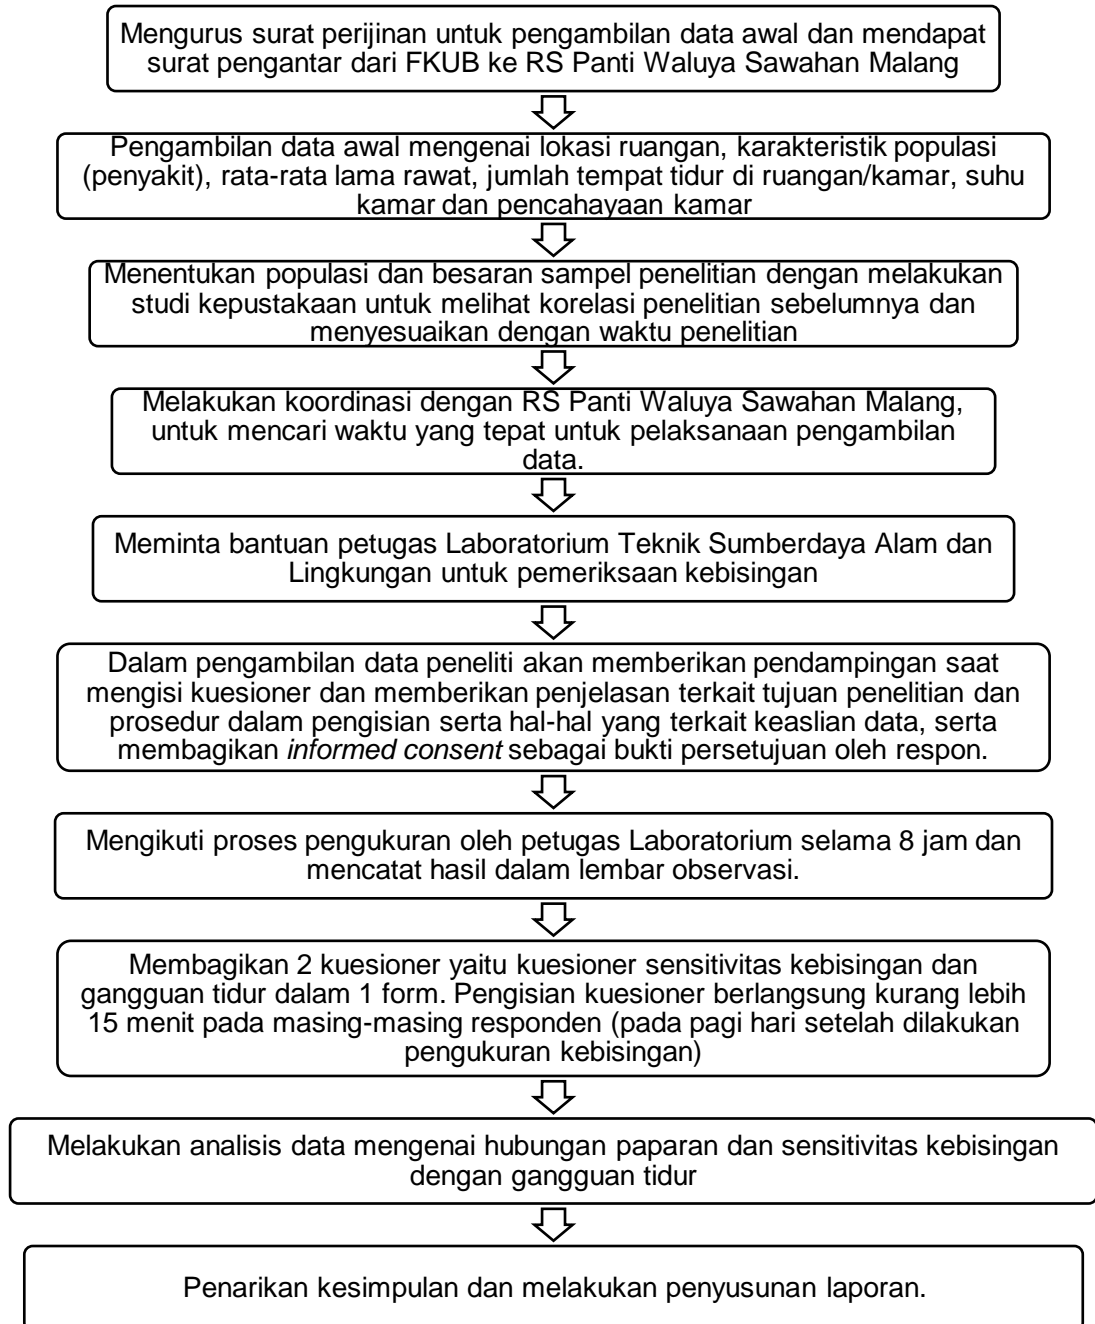 Mengurus surat perijinan untuk pengambilan data awal dan mendapat
surat pengantar dari FKUB ke RS Panti Waluya Sawahan Malang
Pengambilan data awal mengenai lokasi ruangan, karakteristik populasi
(penyakit), rata-rata lama rawat, jumlah tempat tidur di ruangan/kamar, suhu
kamar dan pencahayaan kamar
Menentukan populasi dan besaran sampel penelitian dengan melakukan
studi kepustakaan untuk melihat korelasi penelitian sebelumnya dan
menyesuaikan dengan waktu penelitian
Melakukan koordinasi dengan RS Panti Waluya Sawahan Malang,
untuk mencari waktu yang tepat untuk pelaksanaan pengambilan
data.
Meminta bantuan petugas Laboratorium Teknik Sumberdaya Alam dan
Lingkungan untuk pemeriksaan kebisingan
Dalam pengambilan data peneliti akan memberikan pendampingan saat
mengisi kuesioner dan memberikan penjelasan terkait tujuan penelitian dan
prosedur dalam pengisian serta hal-hal yang terkait keaslian data, serta
membagikan informed consent sebagai bukti persetujuan oleh respon.
Mengikuti proses pengukuran oleh petugas Laboratorium selama 8 jam dan
mencatat hasil dalam lembar observasi.
Membagikan 2 kuesioner yaitu kuesioner sensitivitas kebisingan dan
gangguan tidur dalam 1 form. Pengisian kuesioner berlangsung kurang lebih
15 menit pada masing-masing responden (pada pagi hari setelah dilakukan
pengukuran kebisingan)
Melakukan analisis data mengenai hubungan paparan dan sensitivitas kebisingan
dengan gangguan tidur
Penarikan kesimpulan dan melakukan penyusunan laporan.